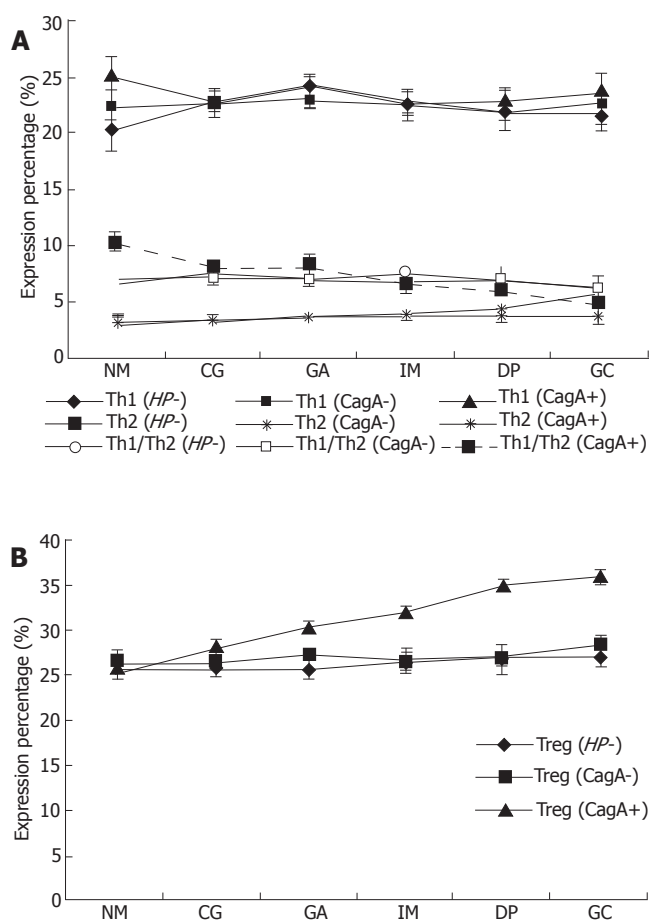 A
Expression percentage (%)
30
25
20
15
10
5
0
NM CG GA IM DP GC
Th1 (HP-) Th1 (CagA-) Th1 (CagA+)
Th2 (HP-) Th2 (CagA-) Th2 (CagA+)
Th1/Th2 (HP-) Th1/Th2 (CagA-) Th1/Th2 (CagA+)
B
Expression percentage (%)
40
35
30
25
20
15
10
5
0
Treg (HP-)
Treg (CagA-)
Treg (CagA+)
NM CG GA IM DP GC